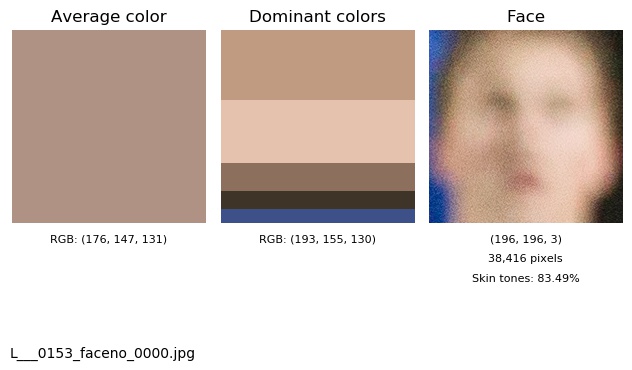 Average color
Dominant colors
Face
RGB: (176, 147, 131)
RGB: (193, 155, 130)
(196, 196, 3)
38,416 pixels
Skin tones: 83.49%
L___0153_faceno_0000.jpg